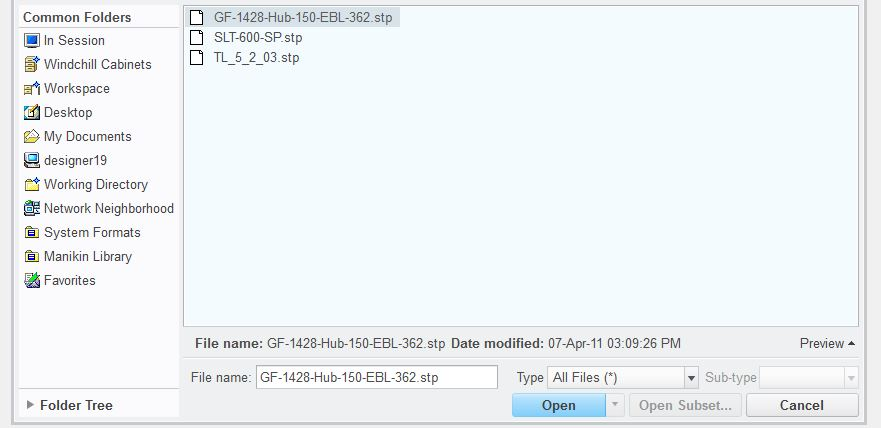 Common Folders
In Session
Windchill Cabinets
Workspace
Desktop
My Documents
designer19
Working Directory
Network Neighborhood
System Formats
Manikin Library
Favorites
Folder Tree
GF-1428-Hub-150-EBL-362.stp
SLT-600-SP.stp
TL_5_2_03.stp
File name: GF-1428-Hub-150-EBL-362.stp Date modified: 07-Apr-11 03:09:26 PM Preview
File name: GF-1428-Hub-150-EBL-362.stp Type All Files (*) Sub-type
Open Open Subset... Cancel